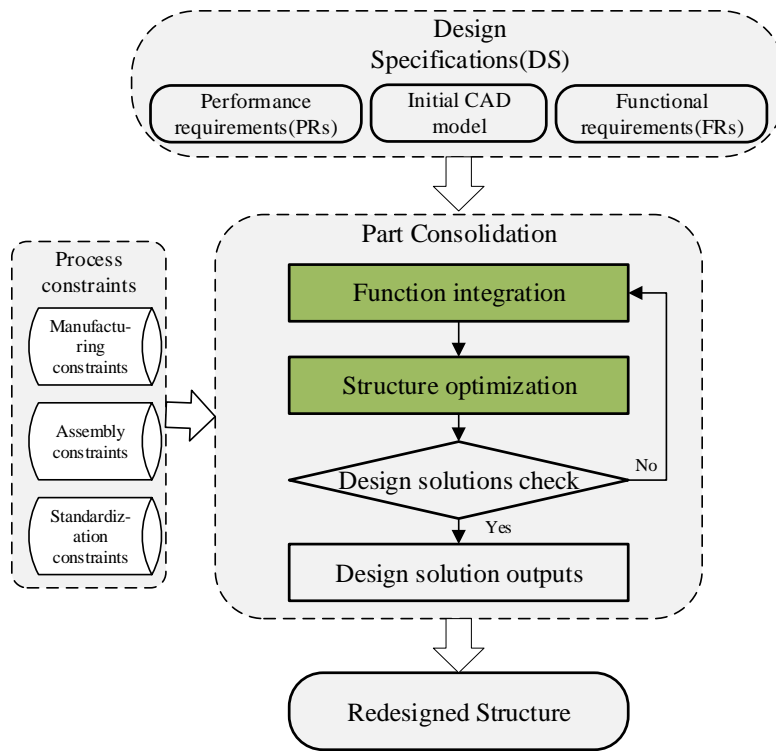 Design
Specifications(DS)
Performance
requirements(PRs)
Initial CAD
model
Functional
requirements(FRs)
Part Consolidation
Process
constraints
Manufactu-
ring
constraints
Assembly
constraints
Standardiz-
ation
constraints
Function integration
Structure optimization
Design solutions check
No
Yes
Design solution outputs
Redesigned Structure